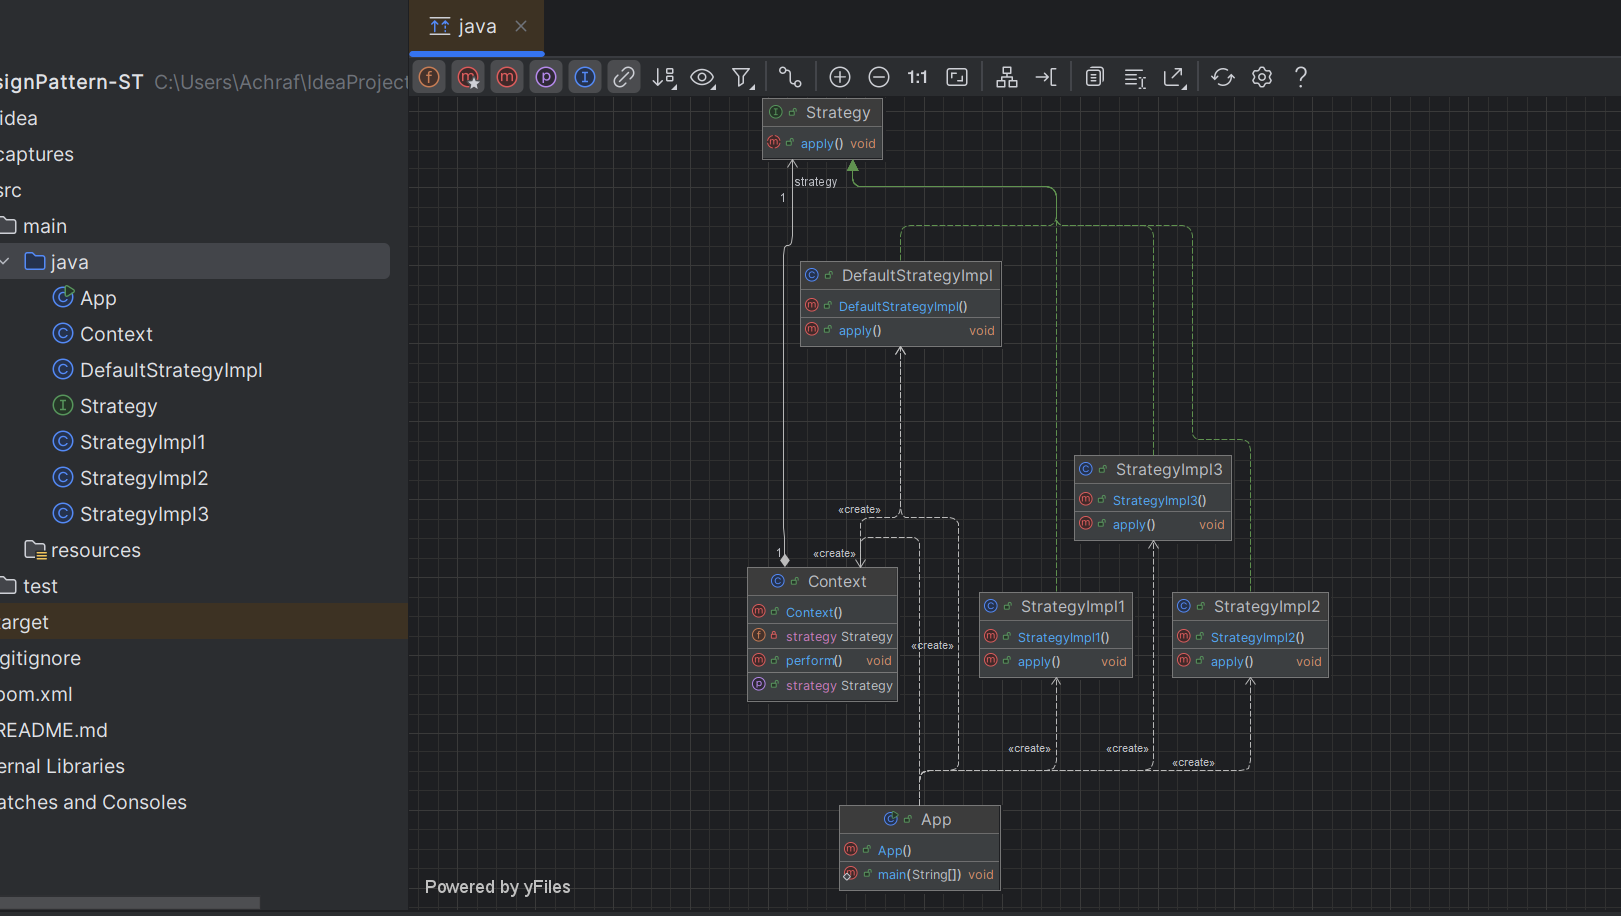 java
signPattern-ST C:\Users\Achraf\IdeaProject
idea
captures
src
main
java
App
Context
DefaultStrategyImpl
Strategy
StrategyImpl1
StrategyImpl2
StrategyImpl3
resources
test
target
gitignore
pom.xml
README.md
ernal Libraries
atches and Consoles
1:1
Strategy
apply() void
strategy
1
DefaultStrategyImpl
DefaultStrategyImpl()
apply() void
StrategyImpl3
StrategyImpl3()
apply() void
«create»
1
«create»
Context
Context()
strategy Strategy
perform() void
strategy Strategy
«create»
StrategyImpl1
StrategyImpl1()
apply() void
StrategyImpl2
StrategyImpl2()
apply() void
«create»
«create»
«create»
App
App()
main(String[]) void
Powered by yFiles